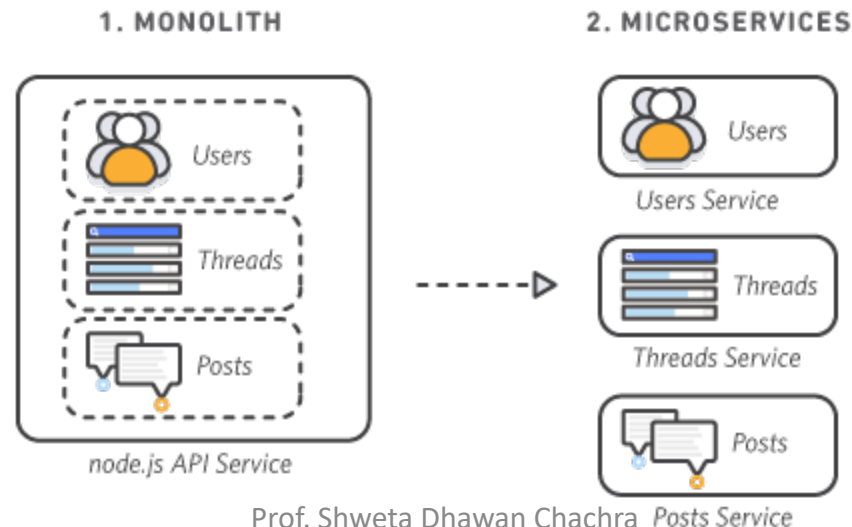 1. MONOLITH
Users
Threads
Posts
node.js API Service
2. MICROSERVICES
Users
Users Service
Threads
Threads Service
Posts
Posts Service
Prof. Shweta Dhawan Chachra